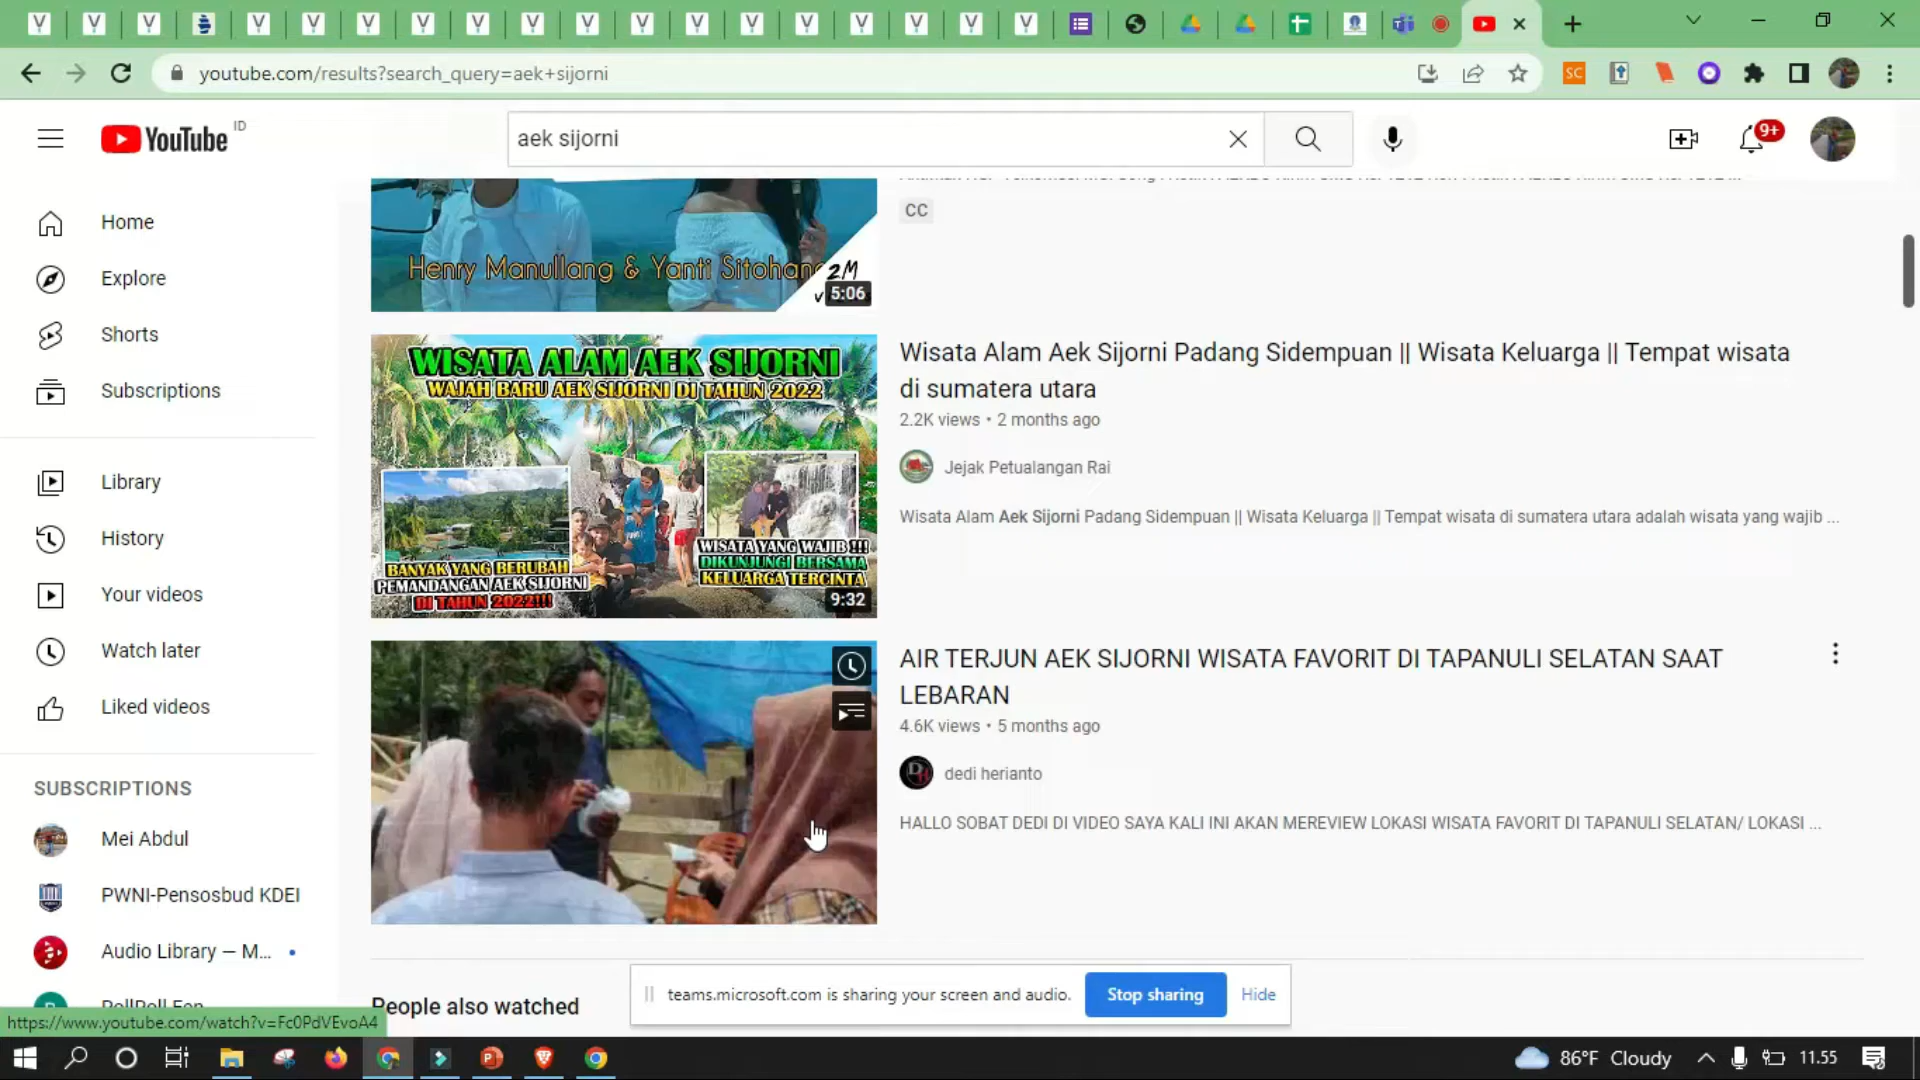 youtube.com/results?search_query=aek+sijorni
SC
YouTube ID
aek sijorni
9+
Home
Explore
Shorts
Subscriptions
Library
History
Your videos
Watch later
Liked videos
SUBSCRIPTIONS
Mei Abdul
PWNI-Pensosbud KDEI
Audio Library — M...
Henry Manullang & Yanti Sitohang
2M
5:06
CC
WISATA ALAM AEK SIJORNI
WAJAH BARU AEK SIJORNI DI TAHUN 2022
BANYAK YANG BERUBAH
PEMANDANGAN AEK SIJORNI
DI TAHUN 2022!!!
WISATA YANG WAJIB !!!
DIKUNJUNGI BERSAMA
KELUARGA TERCINTA
9:32
Wisata Alam Aek Sijorni Padang Sidempuan || Wisata Keluarga || Tempat wisata
di sumatera utara
2.2K views • 2 months ago
Jejak Petualangan Rai
Wisata Alam Aek Sijorni Padang Sidempuan || Wisata Keluarga || Tempat wisata di sumatera utara adalah wisata yang wajib ...
AIR TERJUN AEK SIJORNI WISATA FAVORIT DI TAPANULI SELATAN SAAT
LEBARAN
4.6K views • 5 months ago
dedi herianto
HALLO SOBAT DEDI DI VIDEO SAYA KALI INI AKAN MEREVIEW LOKASI WISATA FAVORIT DI TAPANULI SELATAN/ LOKASI ...
People also watched
teams.microsoft.com is sharing your screen and audio.
Stop sharing
Hide
https://www.youtube.com/watch?v=Fc0PdVEvoA4
86°F Cloudy
11.55